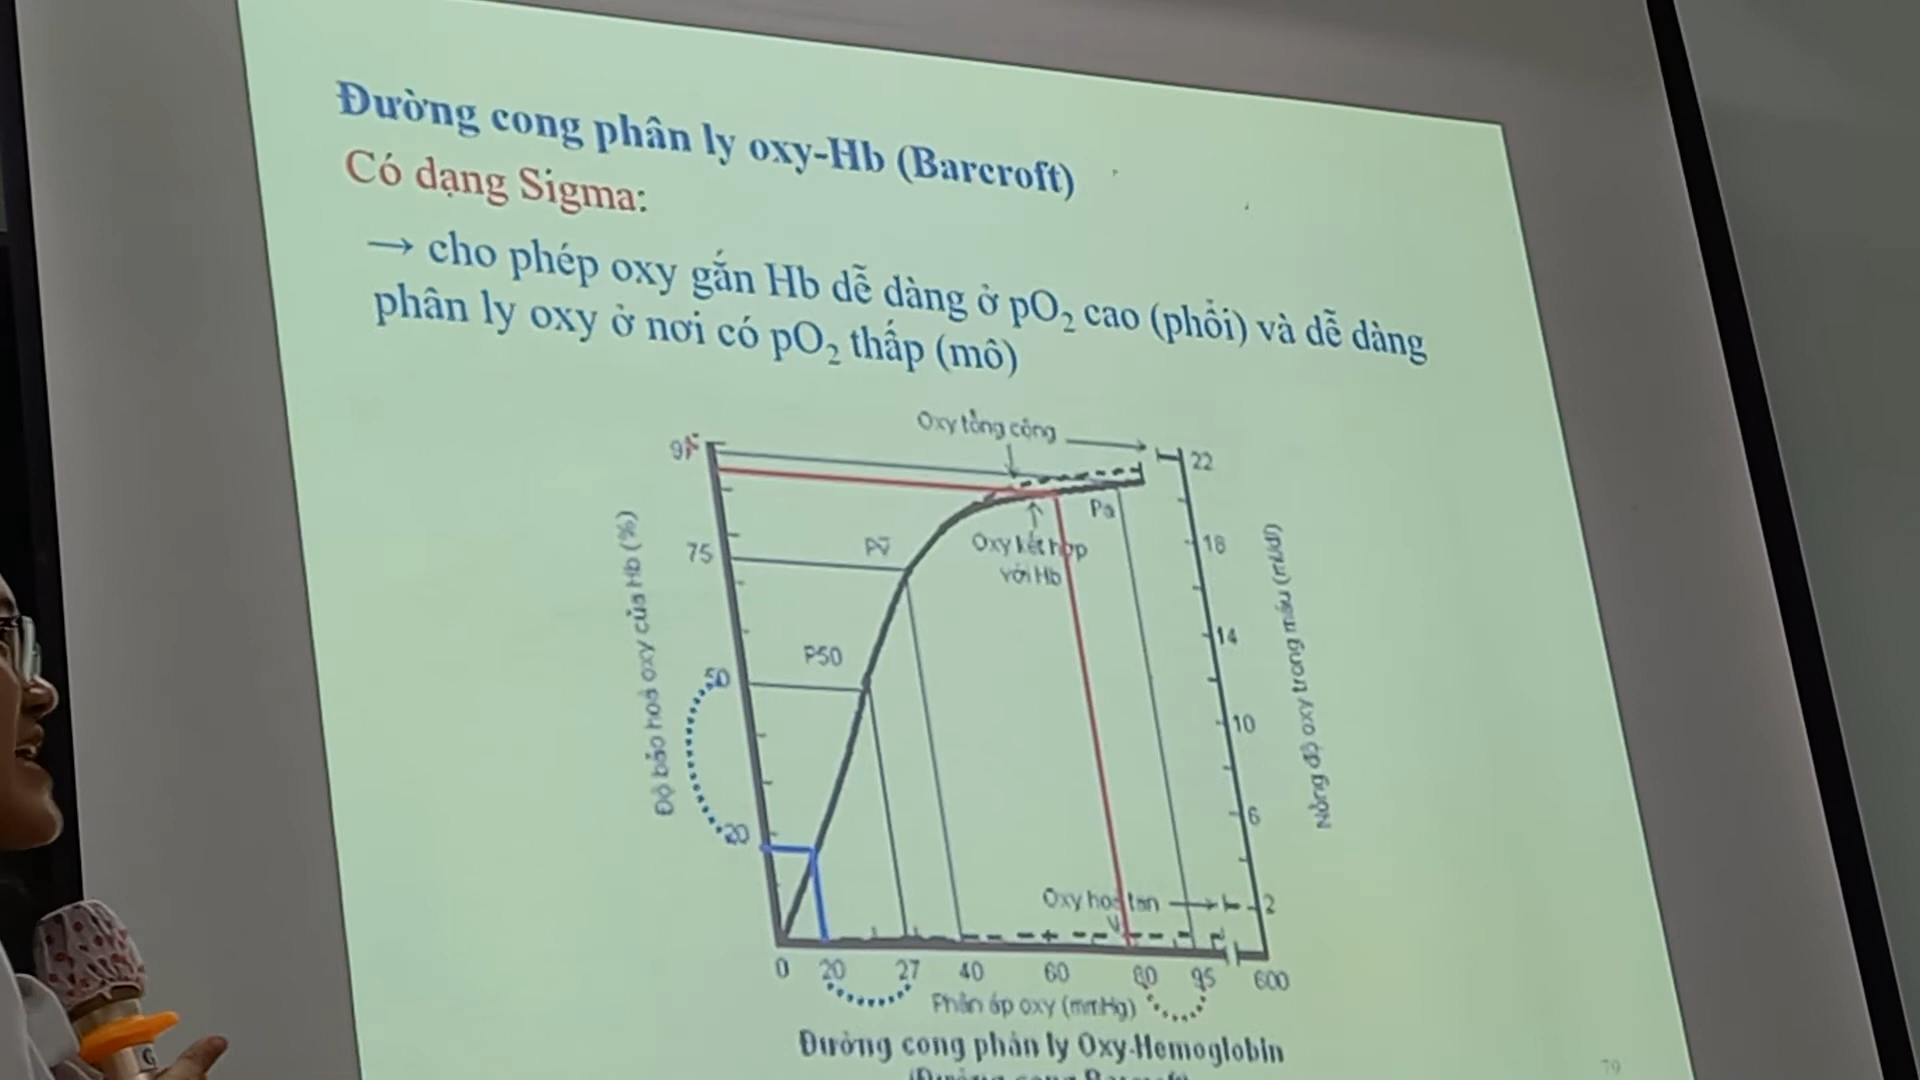 Đường cong phân ly oxy-Hb (Barcroft)
Có dạng Sigma:
→ cho phép oxy gắn Hb dễ dàng ở pO₂ cao (phổi) và dễ dàng
phân ly oxy ở nơi có pO₂ thấp (mô)
Oxy tổng cộng
22
Pa
Oxy kết hợp
với Hb
PV̄
75
18
P50
14
50
10
6
20
Oxy hoà tan
2
Độ bão hoà oxy của Hb (%)
Nồng độ oxy trong máu (ml/dl)
0 20 27 40 60 80 95 600
Phân áp oxy (mmHg)
Đường cong phân ly Oxy-Hemoglobin
79
G